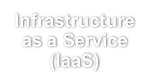 Infrastructure
as a Service
(IaaS)